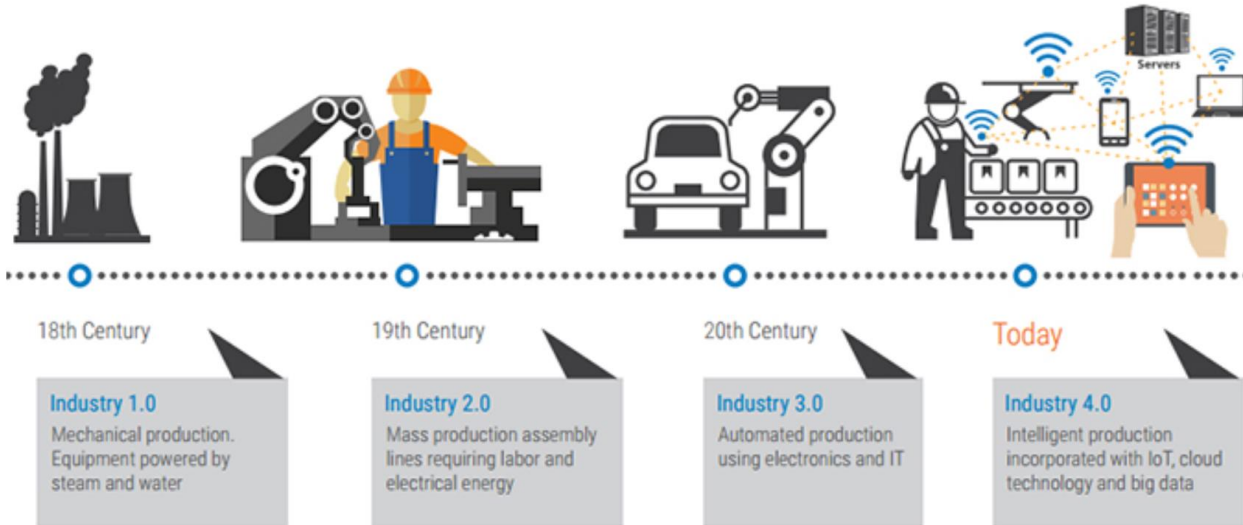 Servers
18th Century
Industry 1.0
Mechanical production.
Equipment powered by
steam and water
19th Century
Industry 2.0
Mass production assembly
lines requiring labor and
electrical energy
20th Century
Industry 3.0
Automated production
using electronics and IT
Today
Industry 4.0
Intelligent production
incorporated with IoT, cloud
technology and big data